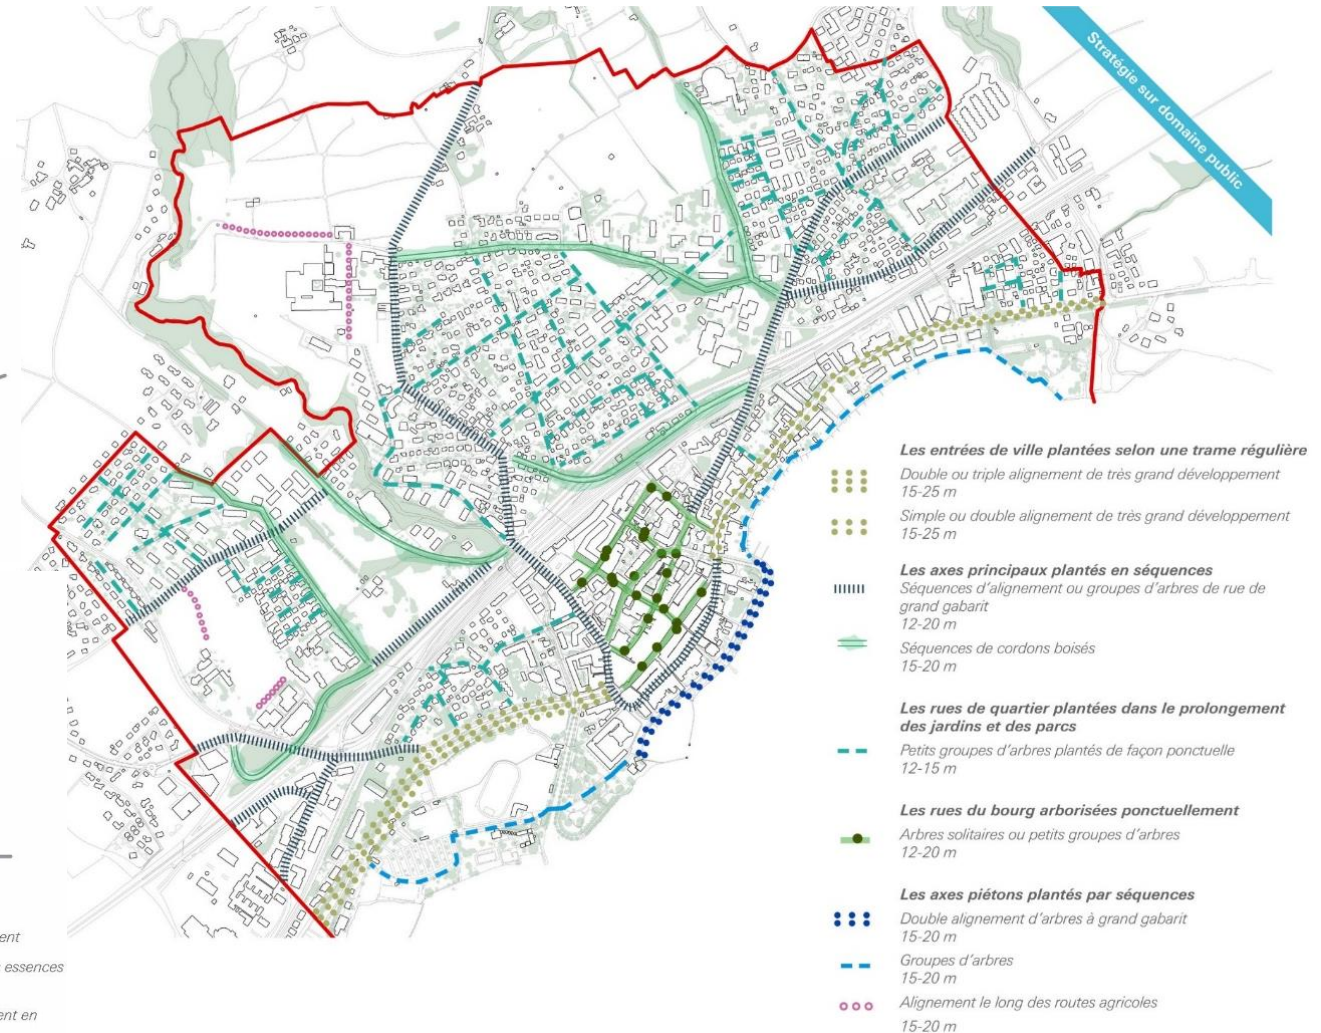 Stratégie sur domaine public
Les entrées de ville plantées selon une trame régulière
Double ou triple alignement de très grand développement
15-25 m
Simple ou double alignement de très grand développement
15-25 m
Les axes principaux plantés en séquences
Séquences d'alignement ou groupes d'arbres de rue de
grand gabarit
12-20 m
Séquences de cordons boisés
15-20 m
Les rues de quartier plantées dans le prolongement
des jardins et des parcs
Petits groupes d'arbres plantés de façon ponctuelle
12-15 m
Les rues du bourg arborisées ponctuellement
Arbres solitaires ou petits groupes d'arbres
12-20 m
Les axes piétons plantés par séquences
Double alignement d'arbres à grand gabarit
15-20 m
Groupes d'arbres
15-20 m
Alignement le long des routes agricoles
15-20 m
ent
essences
ent en